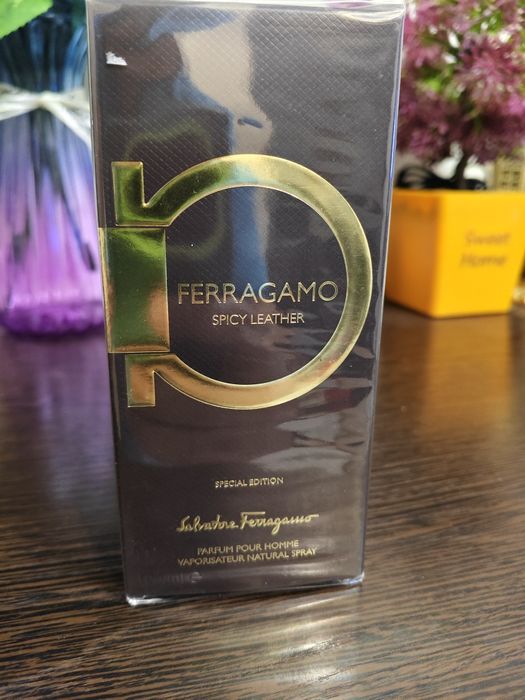 FERRAGAMO
SPICY LEATHER
SPECIAL EDITION
Salvatore Ferragamo
PARFUM POUR HOMME
VAPORISATEUR NATURAL SPRAY
Sweet
Home